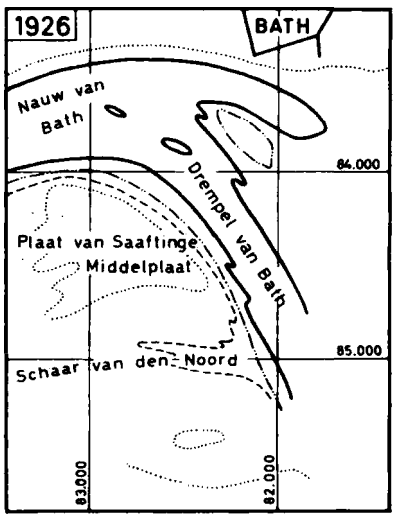 1926
BATH
Nauw van
Bath
84.000
Drempel van Bath
Plaat van Saaftinge
Middelplaat
85.000
Schaar van den Noord
83.000
82.000